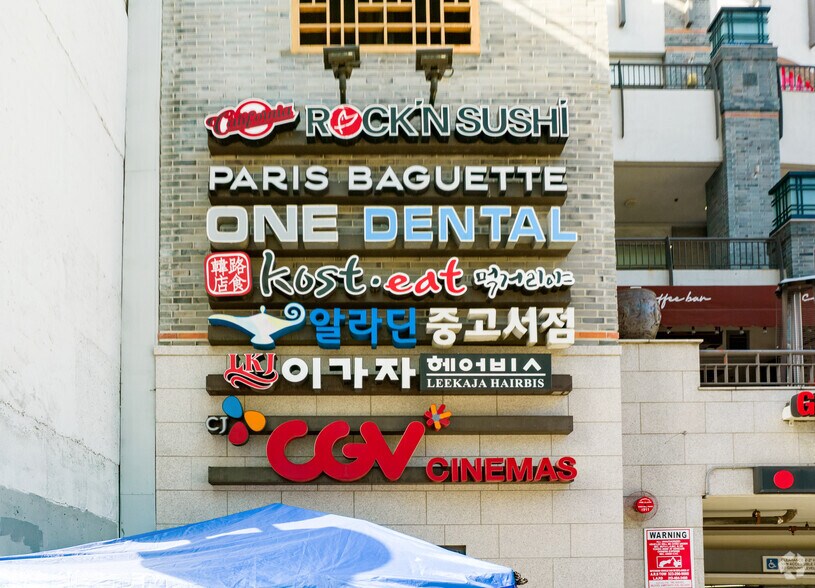 California ROCK'N SUSHI
PARIS BAGUETTE
ONE DENTAL
韓路店食 kost·eat 먹거리야
알라딘 중고서점
LKJ 이가자 헤어비스
LEEKAJA HAIRBIS
CJ CGV CINEMAS
ffee bar
C
G
WARNING